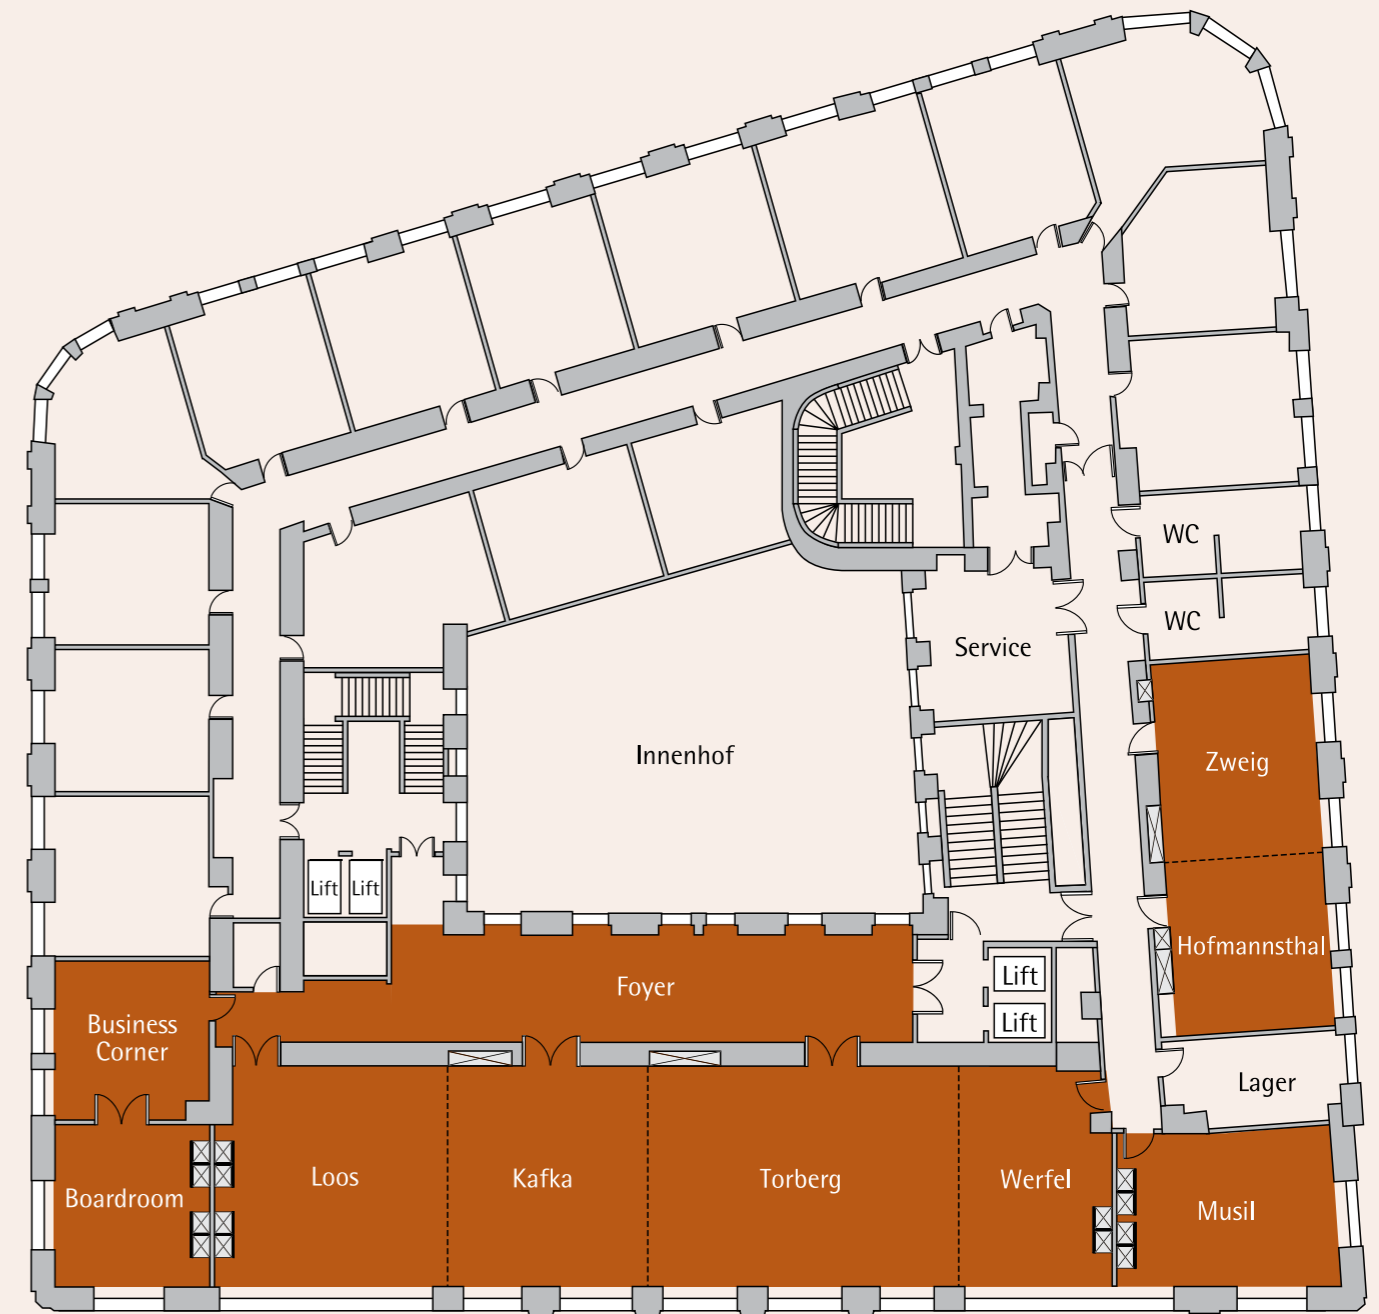 WC
WC
Service
Innenhof
Zweig
Lift
Lift
Hofmannsthal
Lift
Lift
Foyer
Business
Corner
Lager
Loos
Kafka
Torberg
Werfel
Boardroom
Musil